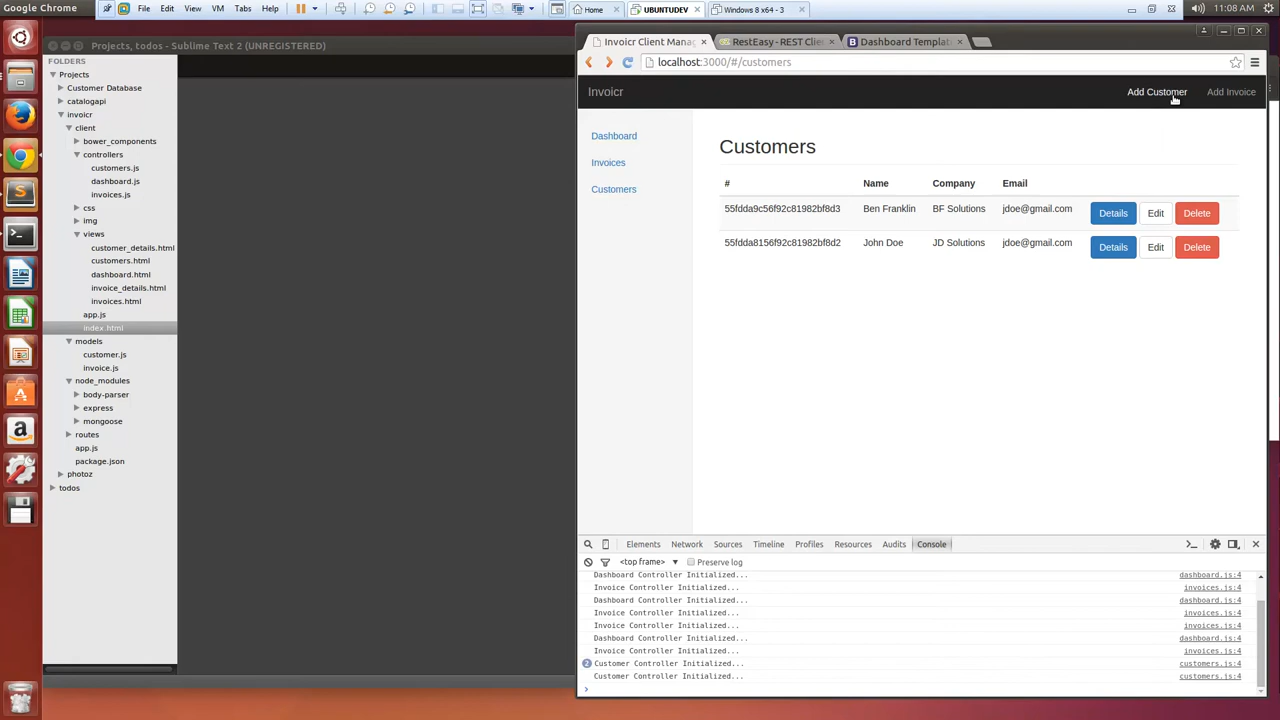 Google Chrome
File Edit View VM Tabs Help
Home
UBUNTUDEV
Windows 8 x64 - 3
11:08 AM
Projects, todos - Sublime Text 2 (UNREGISTERED)
FOLDERS
Projects
Customer Database
catalogapi
invoicr
client
bower_components
controllers
customers.js
dashboard.js
invoices.js
css
img
views
customer_details.html
customers.html
dashboard.html
invoice_details.html
invoices.html
app.js
index.html
models
customer.js
invoice.js
node_modules
body-parser
express
mongoose
routes
app.js
package.json
photoz
todos
Invoicr Client Mana
RestEasy - REST Clie
Dashboard Templat
localhost:3000/#/customers
Invoicr
Add Customer
Add Invoice
Dashboard
Invoices
Customers
Customers
# Name Company Email
55fdda9c56f92c81982bf8d3 Ben Franklin BF Solutions jdoe@gmail.com Details Edit Delete
55fdda8156f92c81982bf8d2 John Doe JD Solutions jdoe@gmail.com Details Edit Delete
Elements Network Sources Timeline Profiles Resources Audits Console
<top frame> ▼ Preserve log
Dashboard Controller Initialized... dashboard.js:4
Invoice Controller Initialized... invoices.js:4
Dashboard Controller Initialized... dashboard.js:4
Invoice Controller Initialized... invoices.js:4
Invoice Controller Initialized... invoices.js:4
Dashboard Controller Initialized... dashboard.js:4
Invoice Controller Initialized... invoices.js:4
2 Customer Controller Initialized... customers.js:4
Customer Controller Initialized... customers.js:4